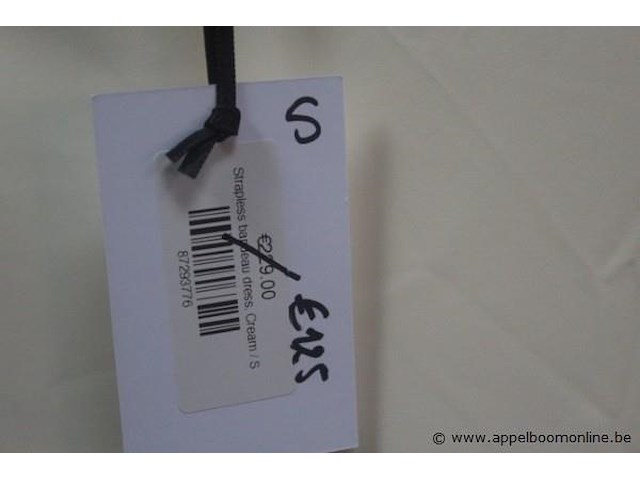 S
Strapless bandeau dress, Cream / S
€229.00
87293776
€125
© www.appelboomonline.be